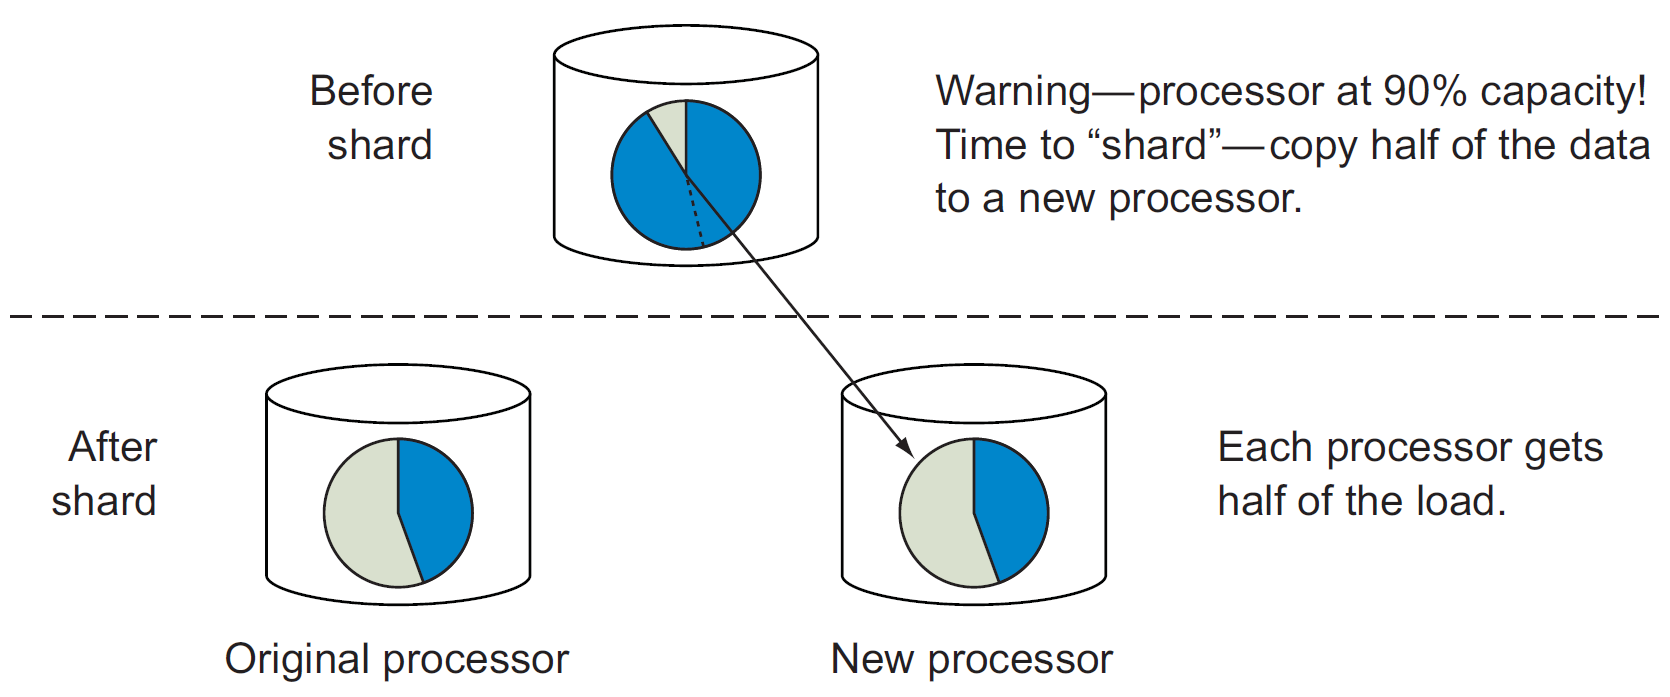 Before
shard
Warning—processor at 90% capacity!
Time to “shard”—copy half of the data
to a new processor.
After
shard
Each processor gets
half of the load.
Original processor
New processor